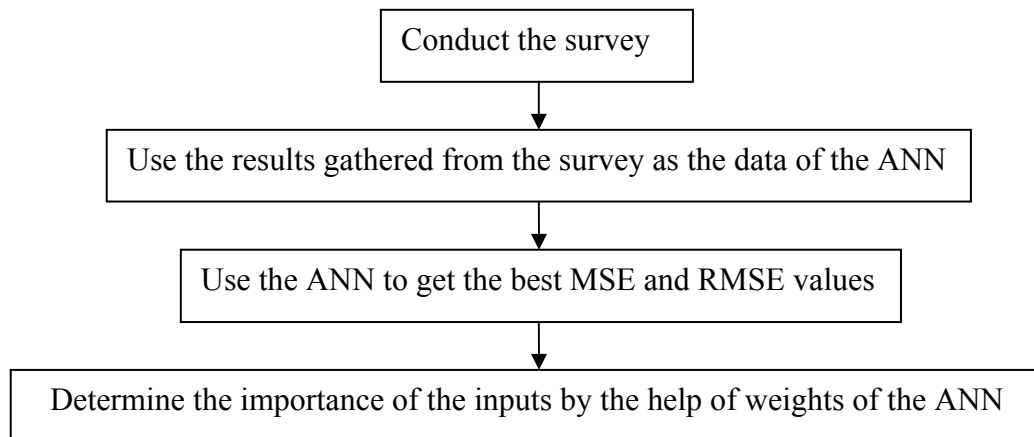 Conduct the survey
Use the results gathered from the survey as the data of the ANN
Use the ANN to get the best MSE and RMSE values
Determine the importance of the inputs by the help of weights of the ANN